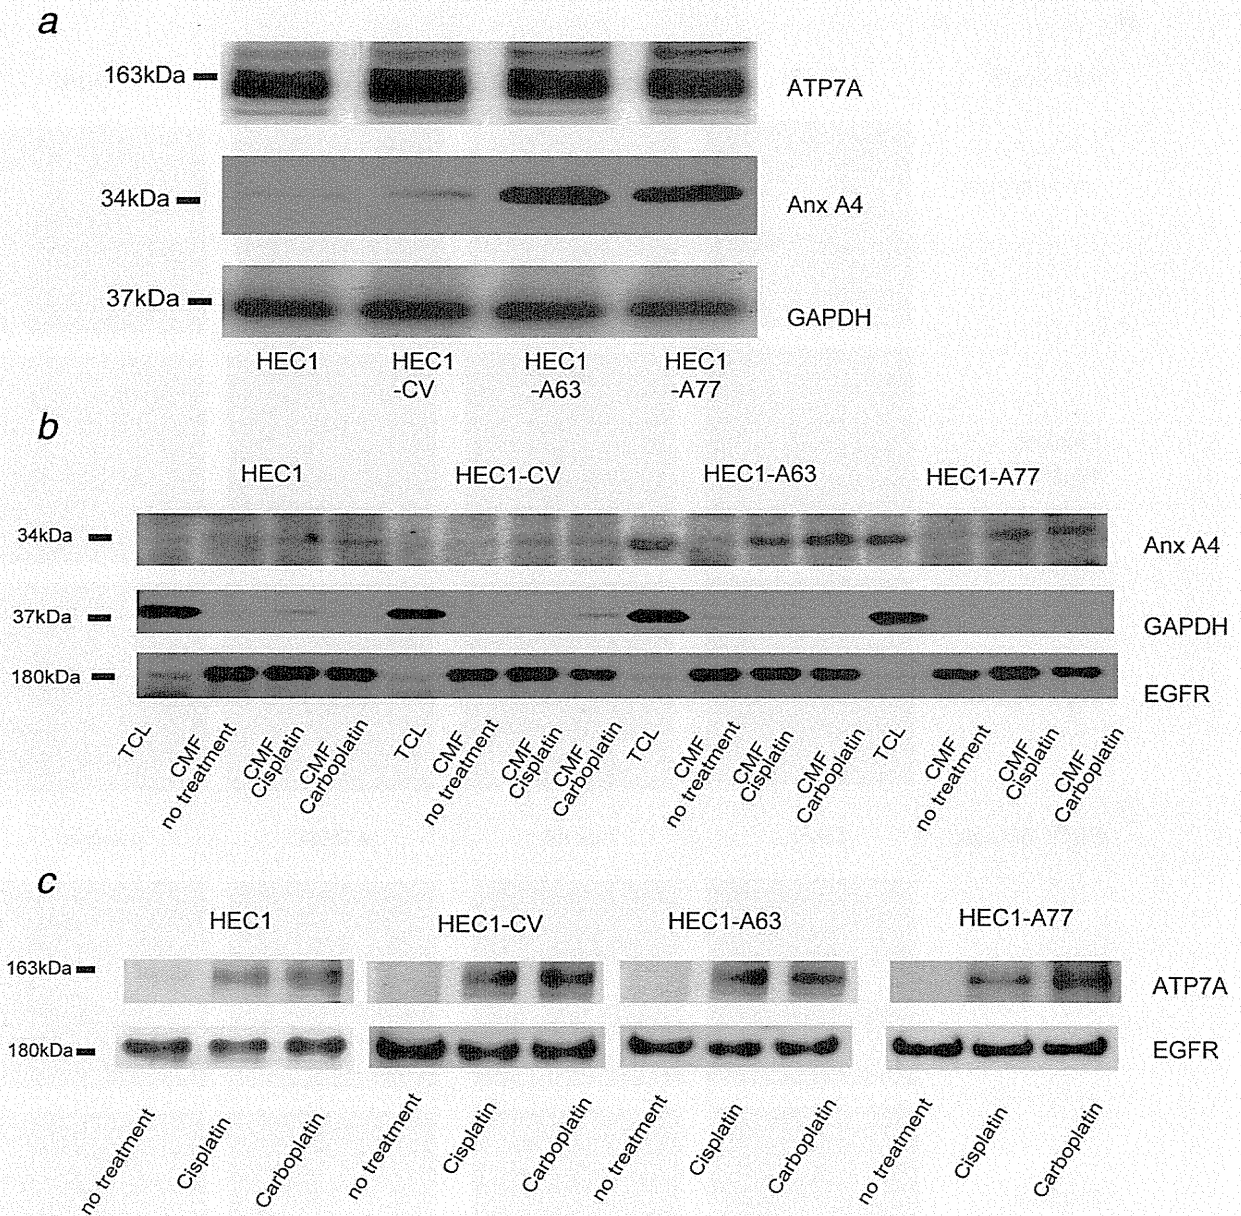 a
163kDa
ATP7A
34kDa
Anx A4
37kDa
GAPDH
HEC1 HEC1 HEC1 HEC1
-CV -A63 -A77
b
HEC1 HEC1-CV HEC1-A63 HEC1-A77
34kDa
Anx A4
37kDa
GAPDH
180kDa
EGFR
TCL
CMF
no treatment
CMF
Cisplatin
CMF
Carboplatin
TCL
CMF
no treatment
CMF
Cisplatin
CMF
Carboplatin
TCL
CMF
no treatment
CMF
Cisplatin
CMF
Carboplatin
TCL
CMF
no treatment
CMF
Cisplatin
CMF
Carboplatin
c
HEC1 HEC1-CV HEC1-A63 HEC1-A77
163kDa
ATP7A
180kDa
EGFR
no treatment
Cisplatin
Carboplatin
no treatment
Cisplatin
Carboplatin
no treatment
Cisplatin
Carboplatin
no treatment
Cisplatin
Carboplatin